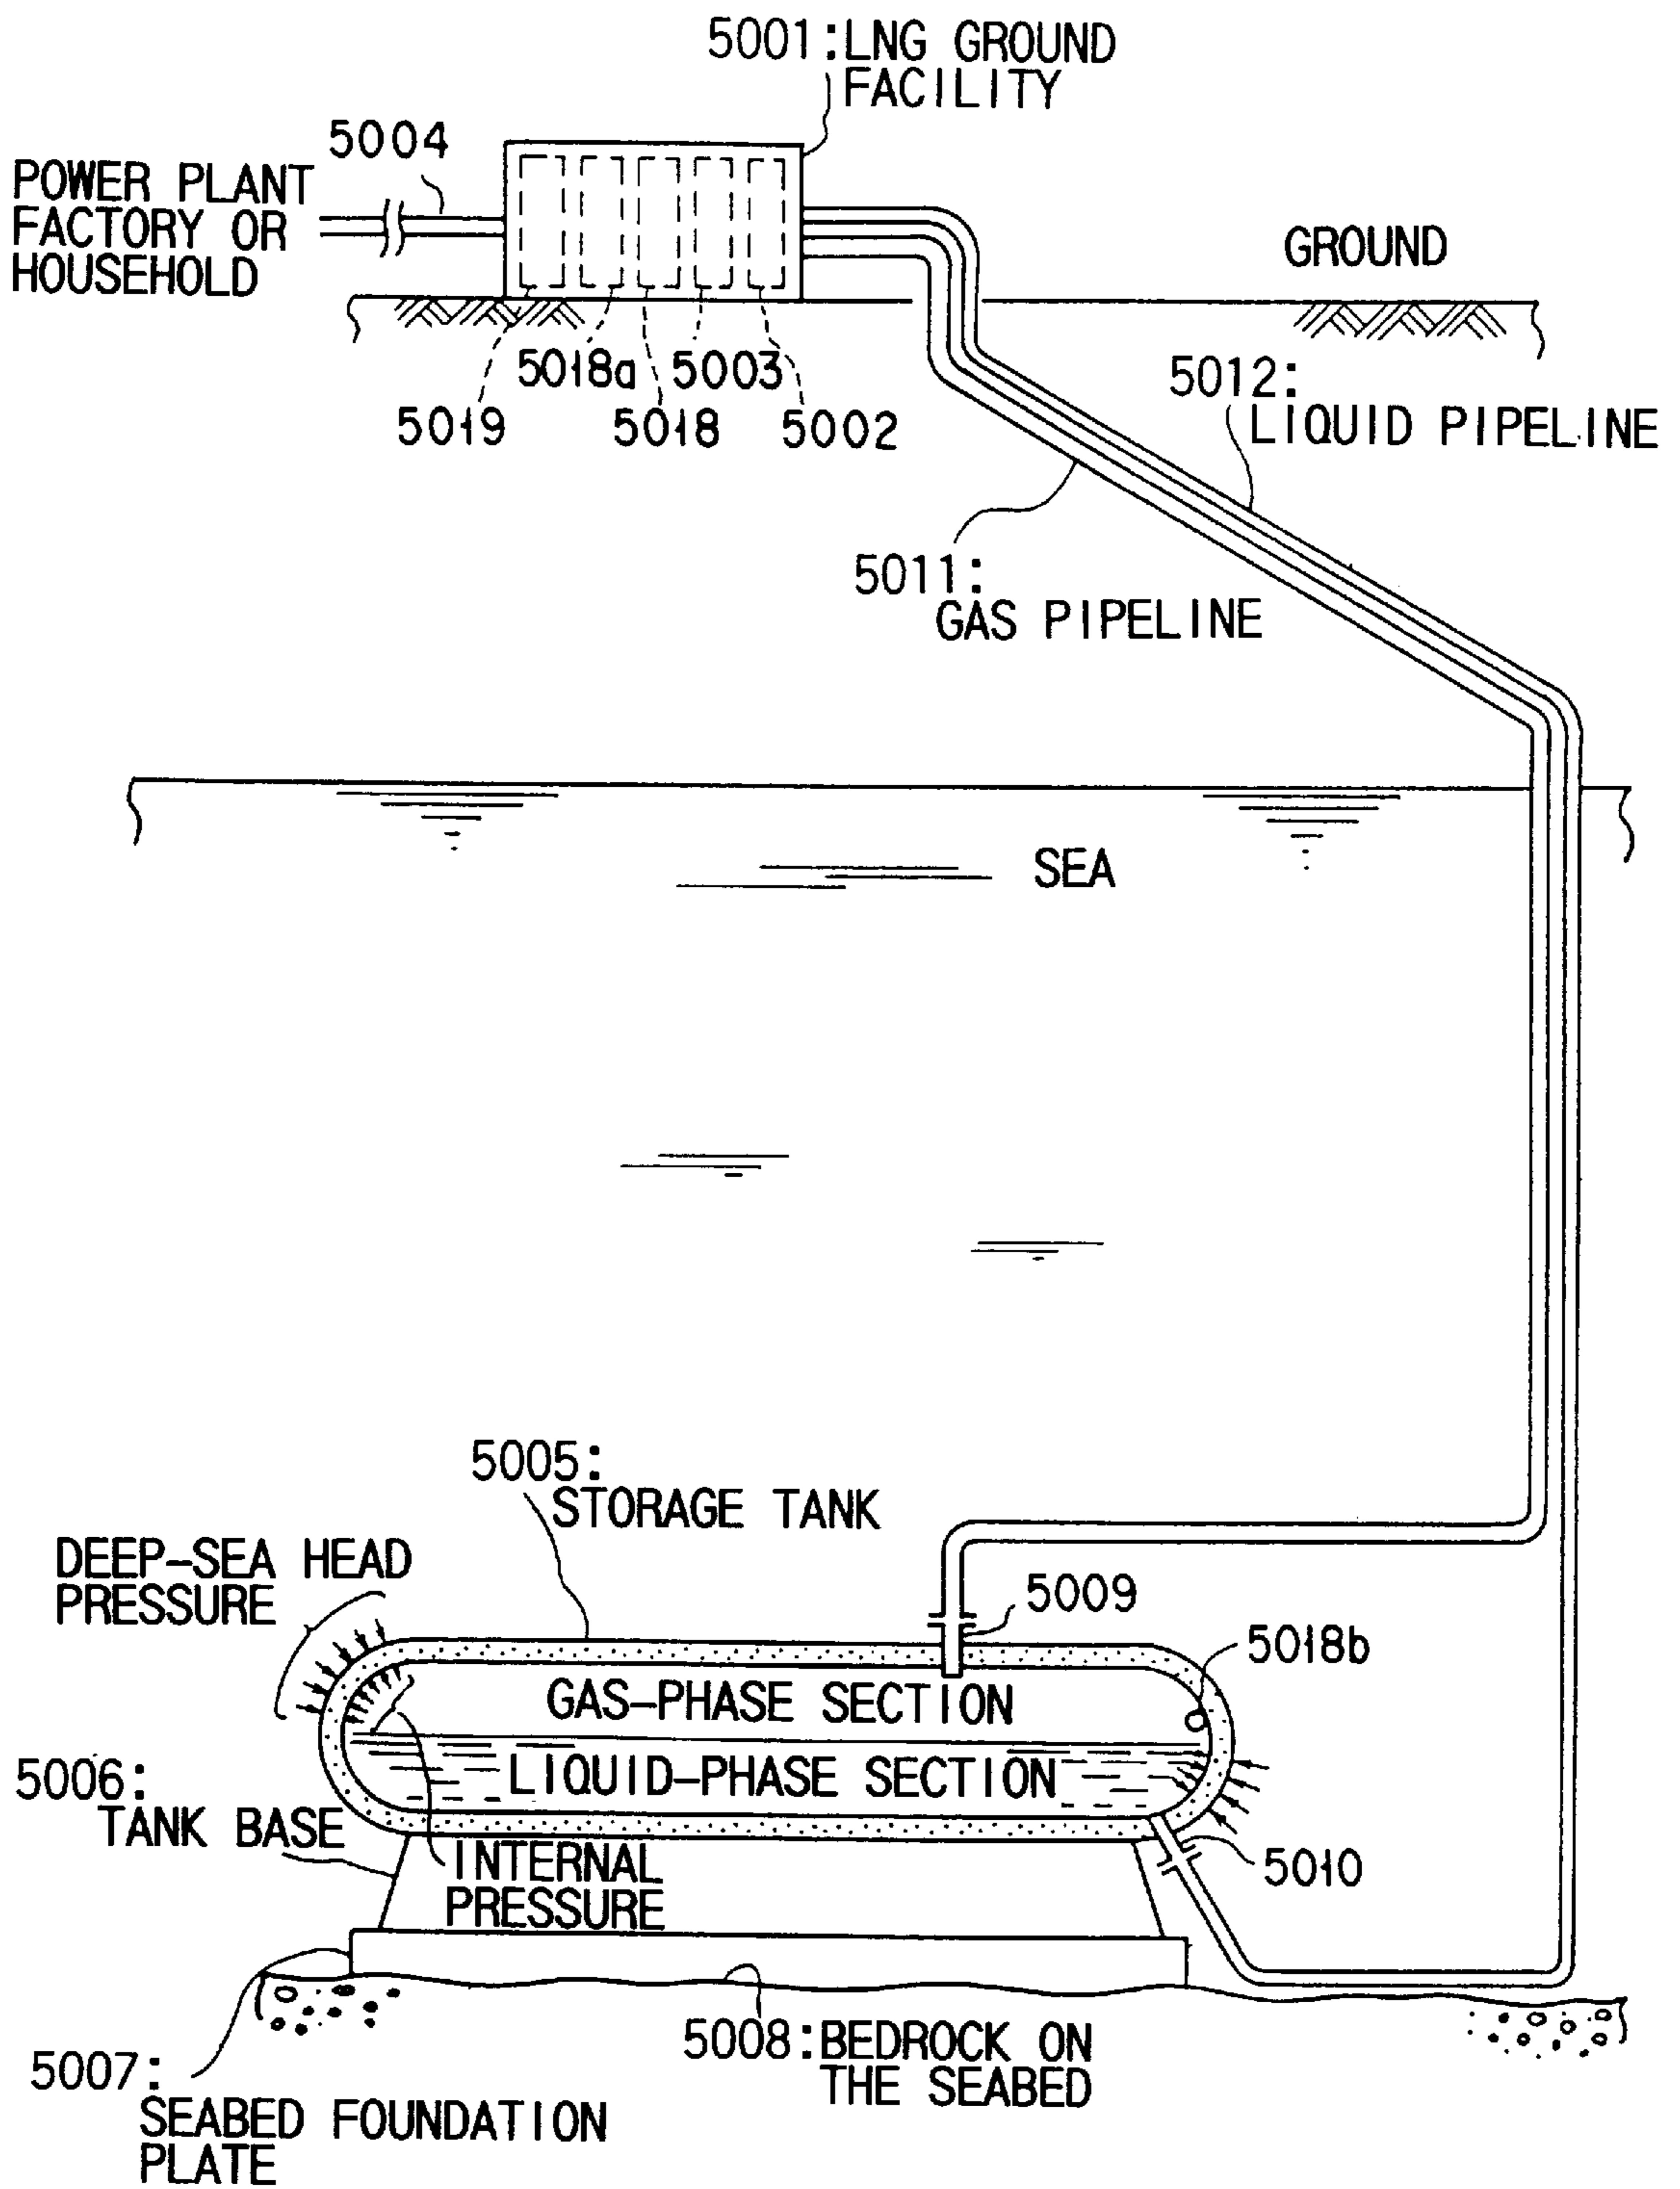 5001:LNG GROUND
FACILITY
5004
POWER PLANT
FACTORY OR
HOUSEHOLD
GROUND
5018a 5003
5019 5018 5002
5012:
LIQUID PIPELINE
5011:
GAS PIPELINE
SEA
5005:
STORAGE TANK
DEEP-SEA HEAD
PRESSURE
5009
5018b
GAS-PHASE SECTION
LIQUID-PHASE SECTION
5006:
TANK BASE
INTERNAL
PRESSURE
5010
5008:BEDROCK ON
THE SEABED
5007:
SEABED FOUNDATION
PLATE